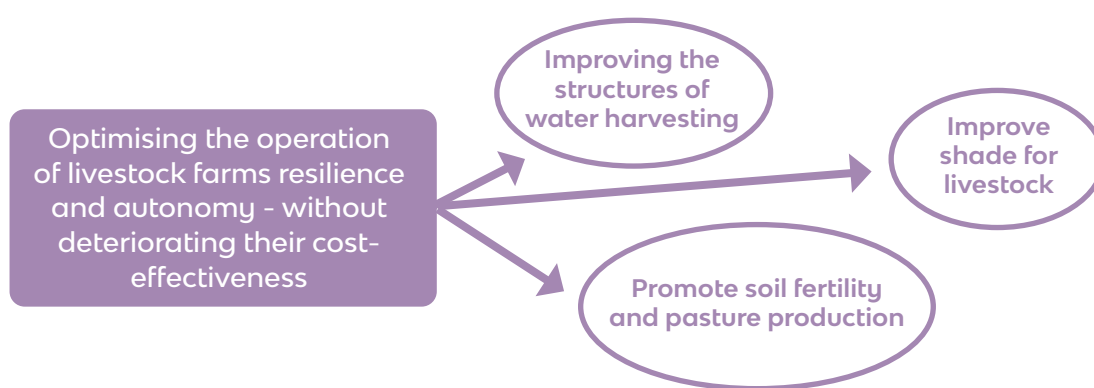 Optimising the operation
of livestock farms resilience
and autonomy - without
deteriorating their cost-
effectiveness
Improving the
structures of
water harvesting
Improve
shade for
livestock
Promote soil fertility
and pasture production